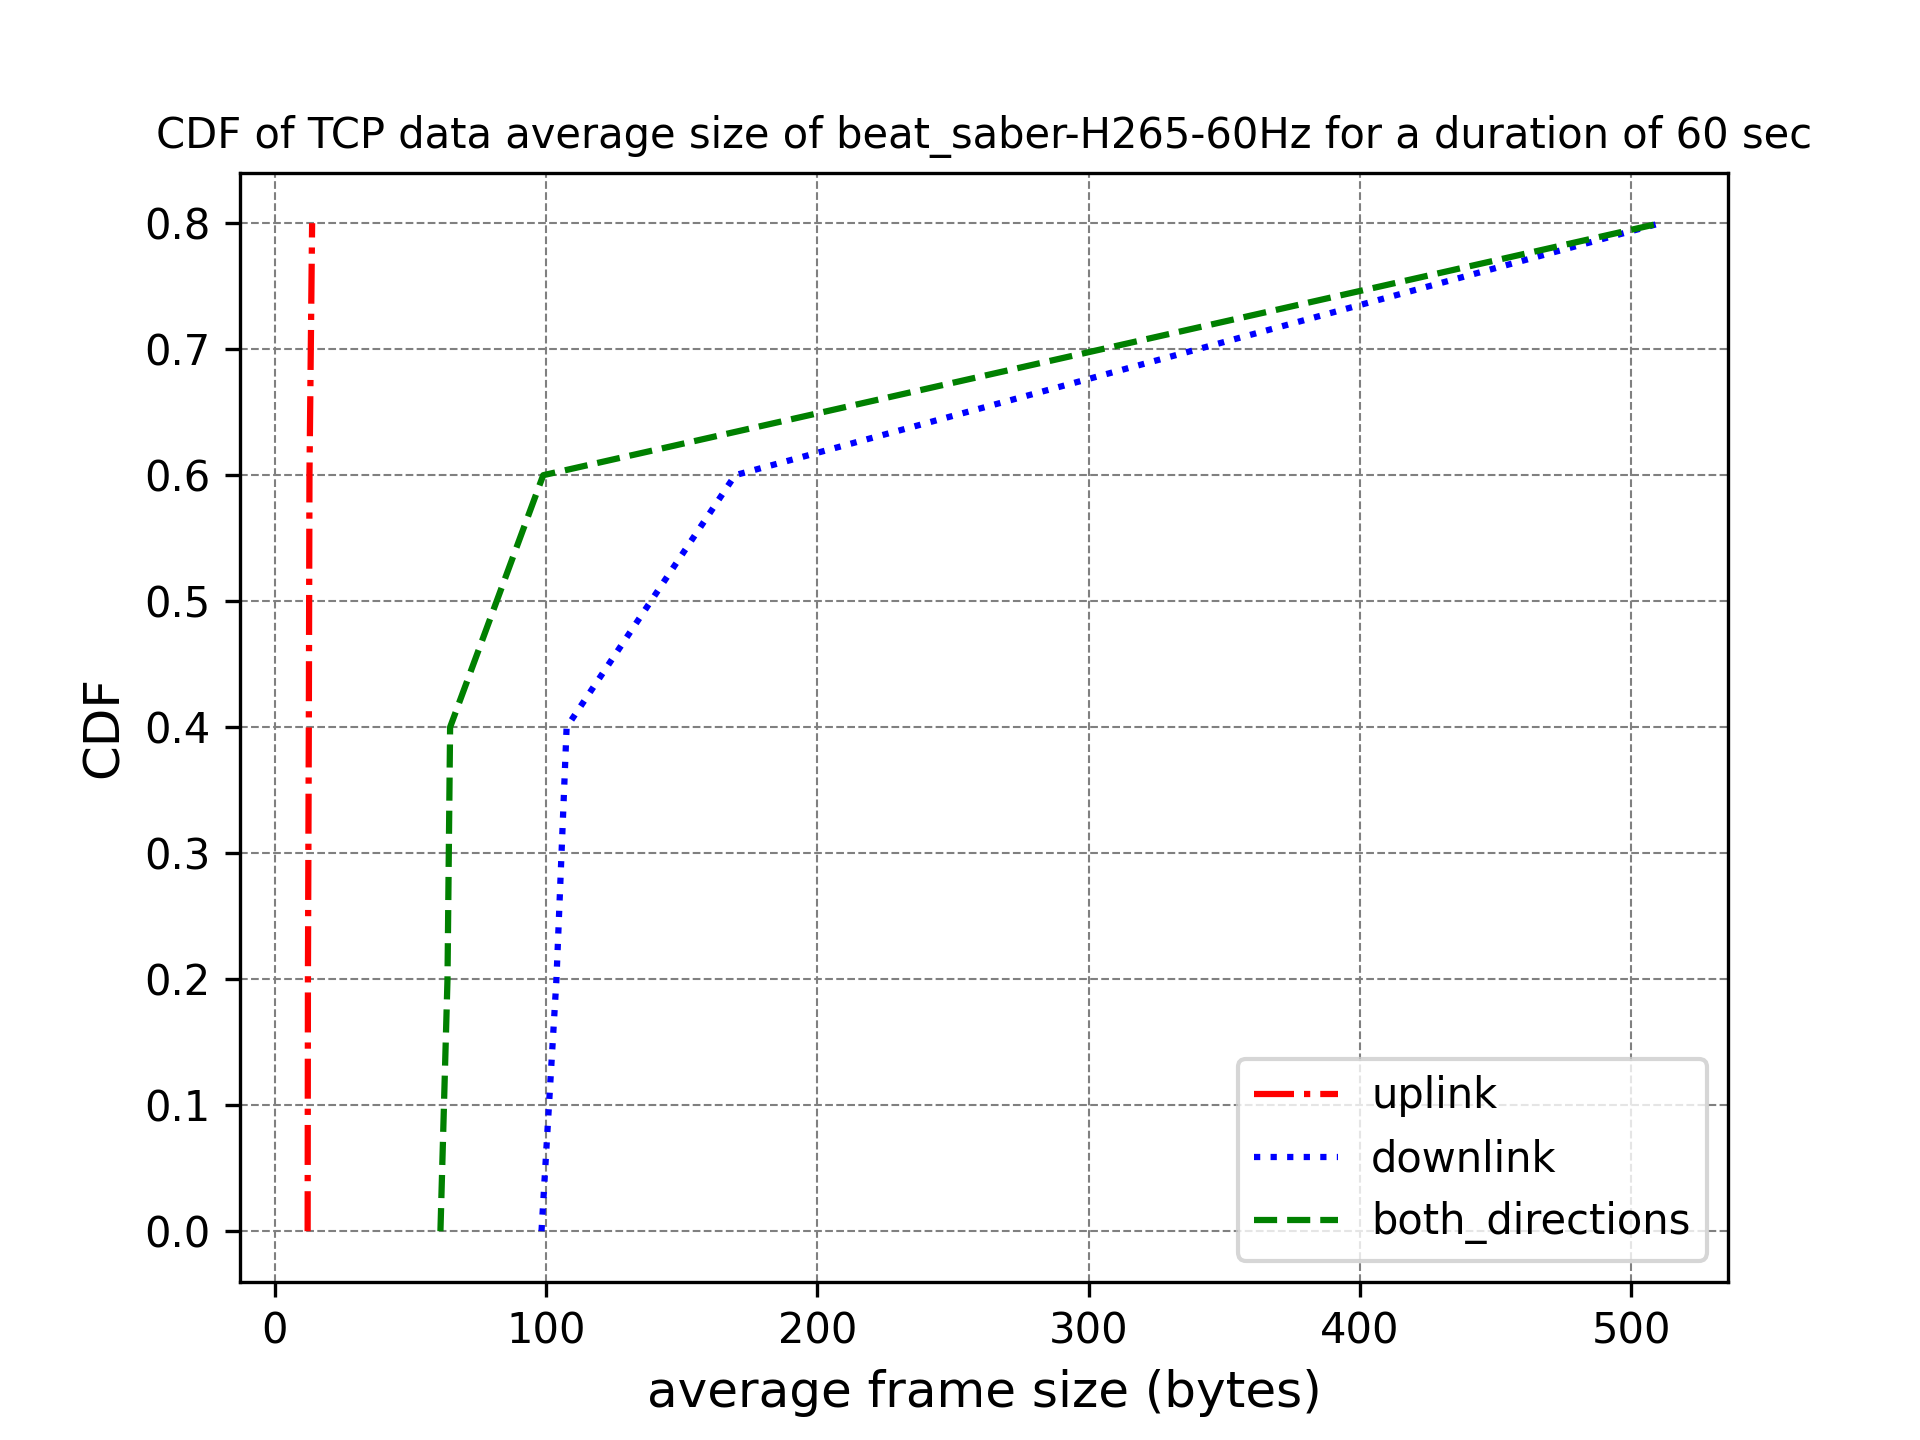 CDF of TCP data average size of beat_saber-H265-60Hz for a duration of 60 sec
0.8
0.7
0.6
0.5
0.4
0.3
0.2
0.1
0.0
CDF
uplink
downlink
both_directions
0 100 200 300 400 500
average frame size (bytes)